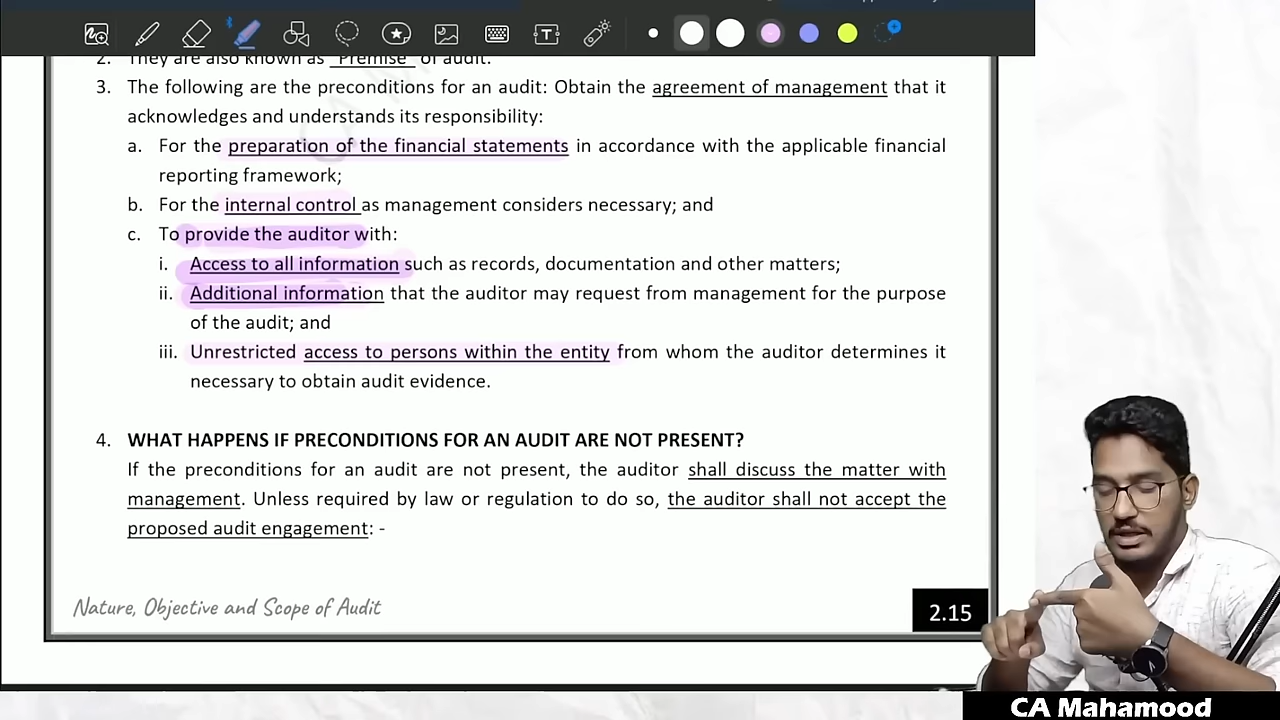 2. They are also known as "Premise" of audit.
3. The following are the preconditions for an audit: Obtain the agreement of management that it
acknowledges and understands its responsibility:
a. For the preparation of the financial statements in accordance with the applicable financial
reporting framework;
b. For the internal control as management considers necessary; and
c. To provide the auditor with:
i. Access to all information such as records, documentation and other matters;
ii. Additional information that the auditor may request from management for the purpose
of the audit; and
iii. Unrestricted access to persons within the entity from whom the auditor determines it
necessary to obtain audit evidence.
4. WHAT HAPPENS IF PRECONDITIONS FOR AN AUDIT ARE NOT PRESENT?
If the preconditions for an audit are not present, the auditor shall discuss the matter with
management. Unless required by law or regulation to do so, the auditor shall not accept the
proposed audit engagement: -
Nature, Objective and Scope of Audit
2.15
CA Mahamood